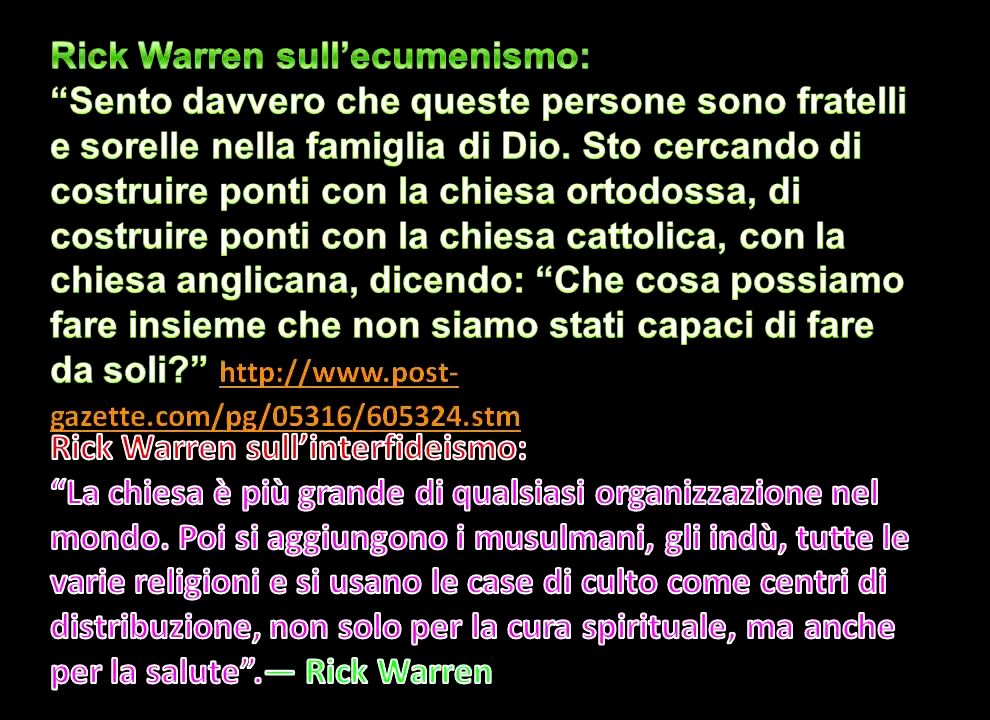 Rick Warren sull’ecumenismo:
“Sento davvero che queste persone sono fratelli
e sorelle nella famiglia di Dio. Sto cercando di
costruire ponti con la chiesa ortodossa, di
costruire ponti con la chiesa cattolica, con la
chiesa anglicana, dicendo: “Che cosa possiamo
fare insieme che non siamo stati capaci di fare
da soli?” http://www.post-
gazette.com/pg/05316/605324.stm
Rick Warren sull’interfideismo:
“La chiesa è più grande di qualsiasi organizzazione nel
mondo. Poi si aggiungono i musulmani, gli indù, tutte le
varie religioni e si usano le case di culto come centri di
distribuzione, non solo per la cura spirituale, ma anche
per la salute”.— Rick Warren